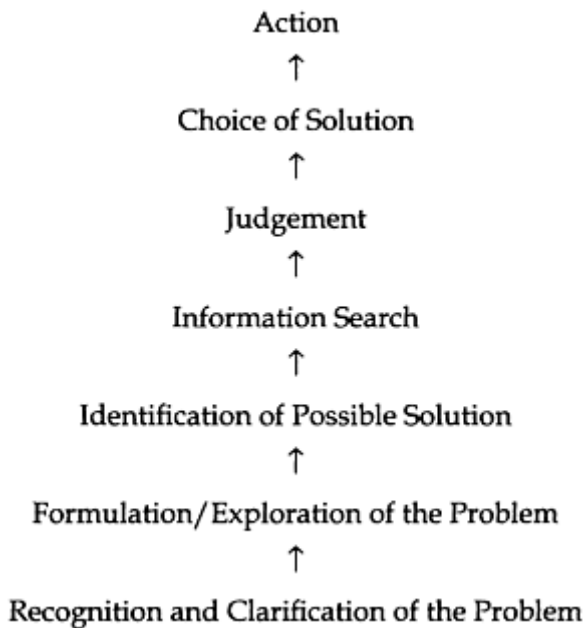 Action
↑
Choice of Solution
↑
Judgement
↑
Information Search
↑
Identification of Possible Solution
↑
Formulation/Exploration of the Problem
↑
Recognition and Clarification of the Problem